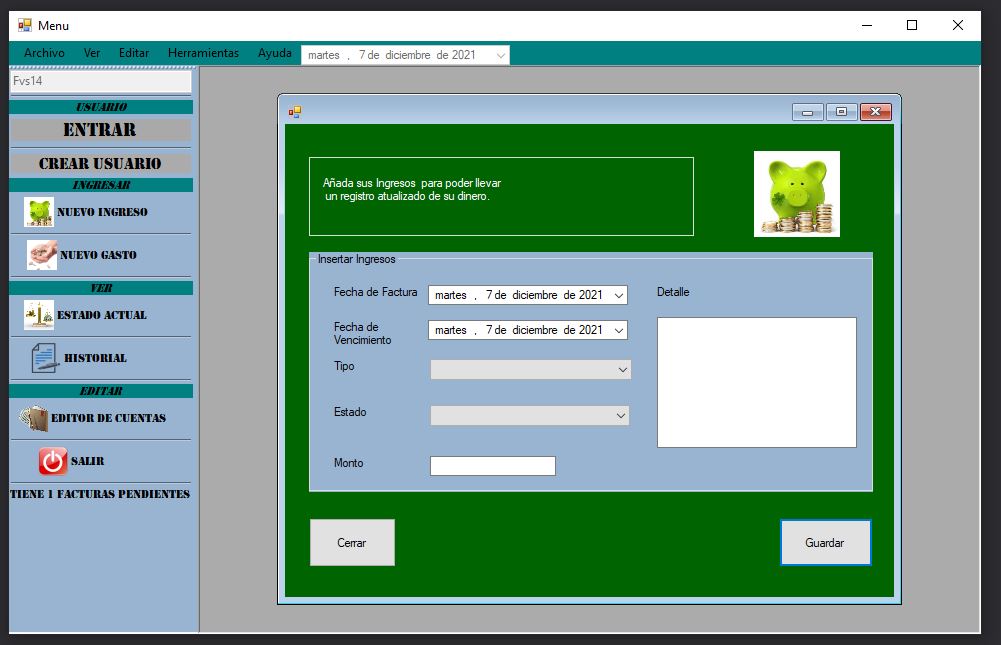 Menu
Archivo Ver Editar Herramientas Ayuda martes , 7 de diciembre de 2021
Fvs14
USUARIO
ENTRAR
CREAR USUARIO
INGRESAR
NUEVO INGRESO
NUEVO GASTO
VER
ESTADO ACTUAL
HISTORIAL
EDITAR
EDITOR DE CUENTAS
SALIR
TIENE 1 FACTURAS PENDIENTES
Añada sus Ingresos para poder llevar
un registro atualizado de su dinero.
Insertar Ingresos
Fecha de Factura martes , 7 de diciembre de 2021
Fecha de
Vencimiento martes , 7 de diciembre de 2021
Tipo
Estado
Monto
Detalle
Cerrar
Guardar